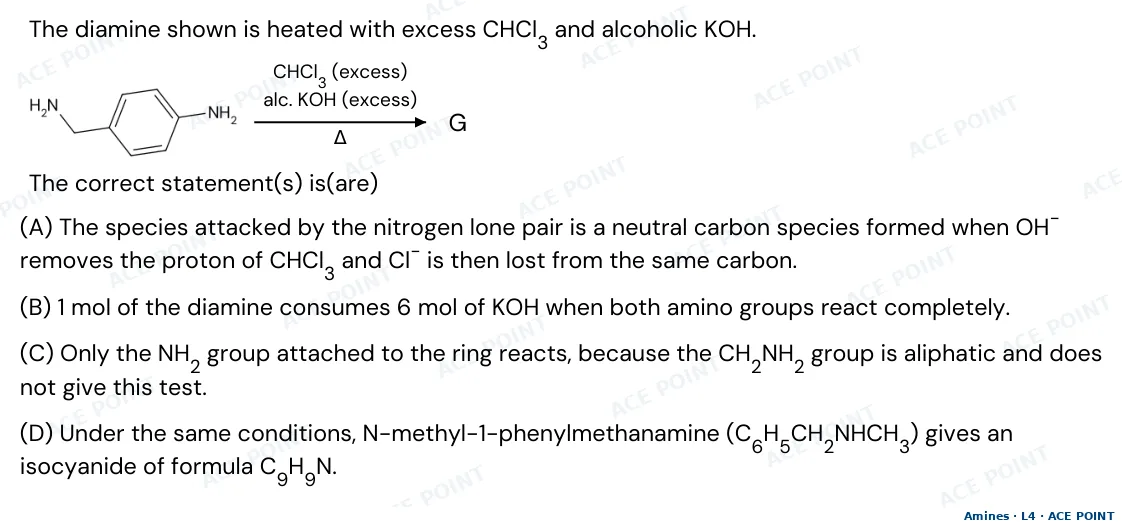 The diamine shown is heated with excess CHCl₃ and alcoholic KOH.
H₂N
NH₂
CHCl₃ (excess)
alc. KOH (excess)
Δ
G
The correct statement(s) is(are)
(A) The species attacked by the nitrogen lone pair is a neutral carbon species formed when OH⁻
removes the proton of CHCl₃ and Cl⁻ is then lost from the same carbon.
(B) 1 mol of the diamine consumes 6 mol of KOH when both amino groups react completely.
(C) Only the NH₂ group attached to the ring reacts, because the CH₂NH₂ group is aliphatic and does
not give this test.
(D) Under the same conditions, N-methyl-1-phenylmethanamine (C₆H₅CH₂NHCH₃) gives an
isocyanide of formula C₉H₉N.
Amines · L4 · ACE POINT
ACE POINT